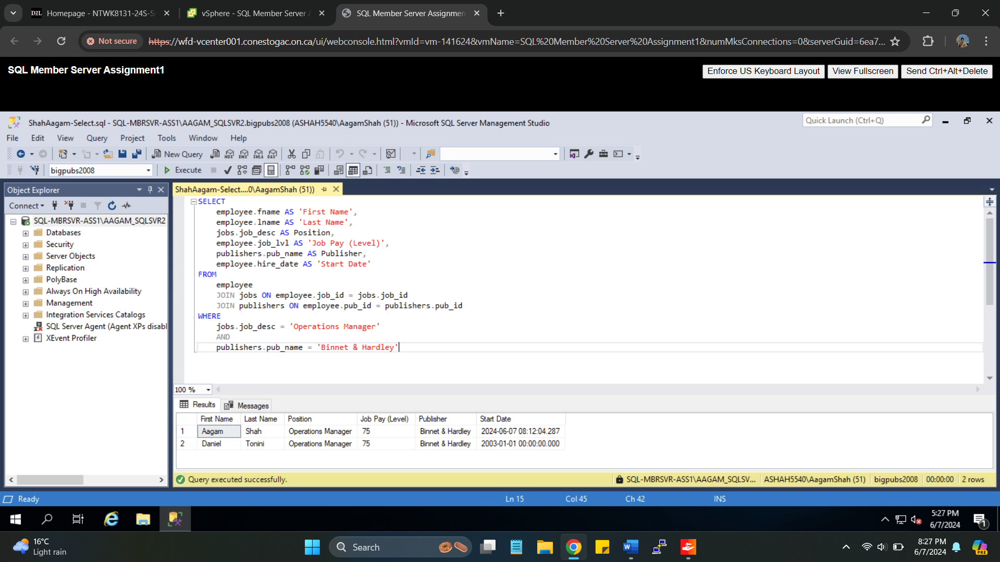 Homepage - NTWK8131-24S-Se
vSphere - SQL Member Server A
SQL Member Server Assignmen
Not secure
https://wfd-vcenter001.conestogac.on.ca/ui/webconsole.html?vmId=vm-141624&vmName=SQL%20Member%20Server%20Assignment1&numMksConnections=0&serverGuid=6ea7...
SQL Member Server Assignment1
Enforce US Keyboard Layout
View Fullscreen
Send Ctrl+Alt+Delete
ShahAagam-Select.sql - SQL-MBRSVR-ASS1\AAGAM_SQLSVR2.bigpubs2008 (ASHAH5540\AagamShah (51)) - Microsoft SQL Server Management Studio
Quick Launch (Ctrl+Q)
File Edit View Query Project Tools Window Help
New Query MDX DMX XMLA DAX
bigpubs2008 Execute
Object Explorer
ShahAagam-Select....0\AagamShah (51))
Connect
SQL-MBRSVR-ASS1\AAGAM_SQLSVR2
Databases
Security
Server Objects
Replication
PolyBase
Always On High Availability
Management
Integration Services Catalogs
SQL Server Agent (Agent XPs disabl
XEvent Profiler
SELECT
employee.fname AS 'First Name',
employee.lname AS 'Last Name',
jobs.job_desc AS Position,
employee.job_lvl AS 'Job Pay (Level)',
publishers.pub_name AS Publisher,
employee.hire_date AS 'Start Date'
FROM
employee
JOIN jobs ON employee.job_id = jobs.job_id
JOIN publishers ON employee.pub_id = publishers.pub_id
WHERE
jobs.job_desc = 'Operations Manager'
AND
publishers.pub_name = 'Binnet & Hardley'
100 %
Results Messages
First Name Last Name Position Job Pay (Level) Publisher Start Date
1 Aagam Shah Operations Manager 75 Binnet & Hardley 2024-06-07 08:12:04.287
2 Daniel Tonini Operations Manager 75 Binnet & Hardley 2003-01-01 00:00:00.000
Query executed successfully.
SQL-MBRSVR-ASS1\AAGAM_SQLSV... ASHAH5540\AagamShah (51) bigpubs2008 00:00:00 2 rows
Ready Ln 15 Col 45 Ch 42 INS
5:27 PM
6/7/2024
1
16°C
Light rain
Search
8:27 PM
6/7/2024
PRE